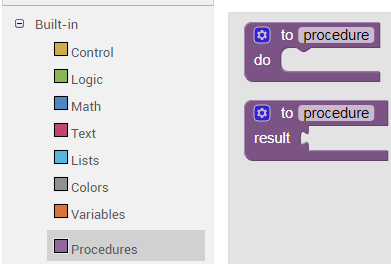 Built-in
Control
Logic
Math
Text
Lists
Colors
Variables
Procedures
to procedure
do
to procedure
result